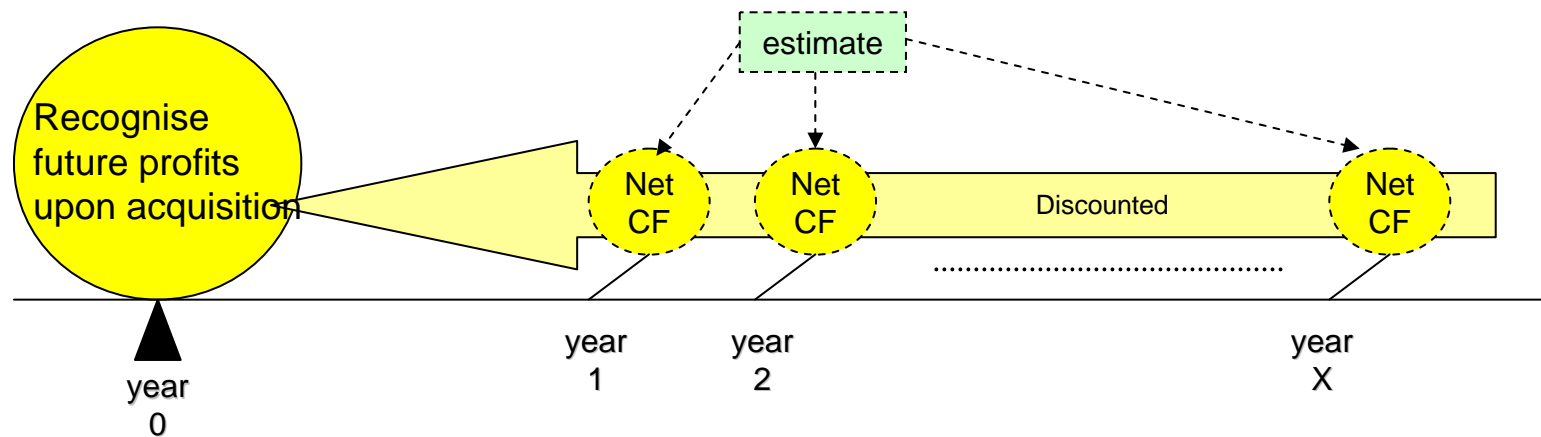 estimate
Recognise
future profits
upon acquisition
Net
CF
Net
CF
Discounted
Net
CF
year
0
year
1
year
2
year
X